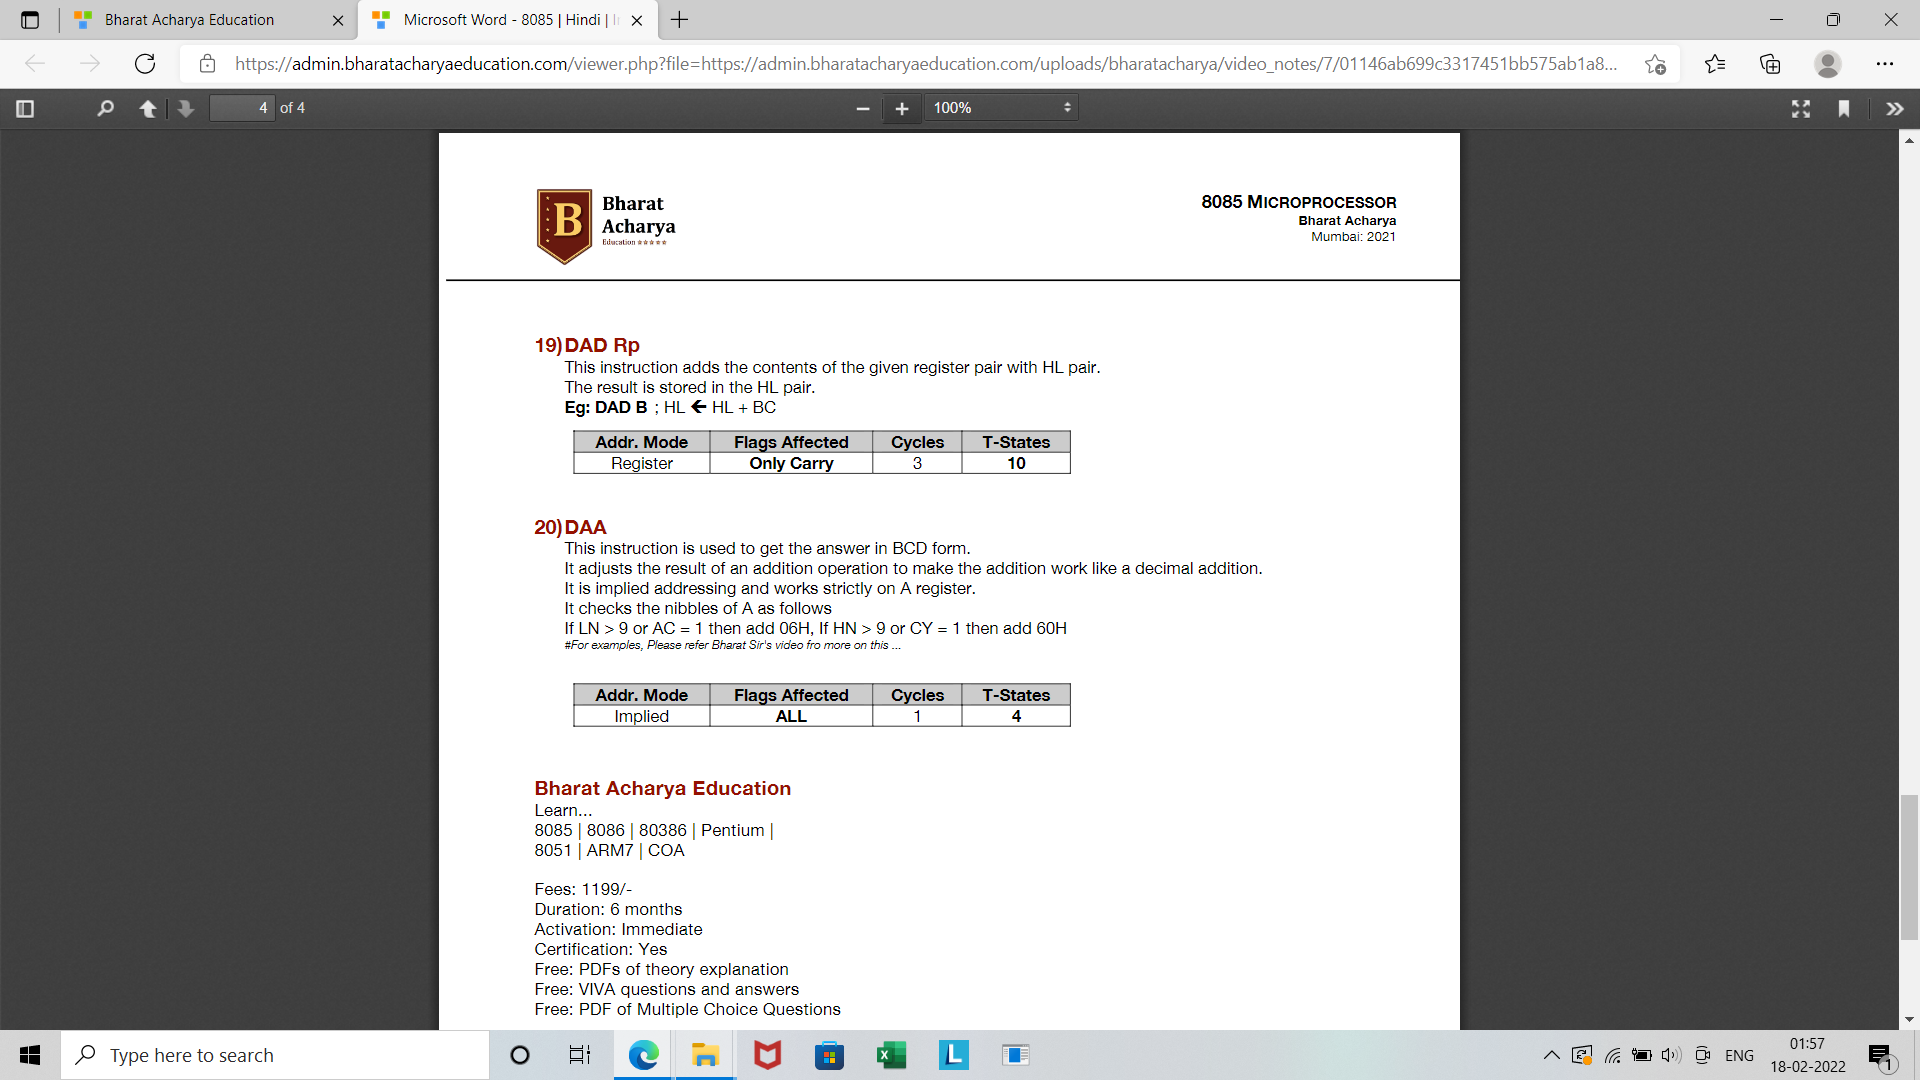 Bharat Acharya Education
Microsoft Word - 8085 | Hindi |
https://admin.bharatacharyaeducation.com/viewer.php?file=https://admin.bharatacharyaeducation.com/uploads/bharatacharya/video_notes/7/01146ab699c3317451bb575ab1a8...
4 of 4
100%
B
Bharat
Acharya
Education
8085 MICROPROCESSOR
Bharat Acharya
Mumbai: 2021
19) DAD Rp
This instruction adds the contents of the given register pair with HL pair.
The result is stored in the HL pair.
Eg: DAD B ; HL 🡸 HL + BC
Addr. Mode Flags Affected Cycles T-States
Register Only Carry 3 10
20) DAA
This instruction is used to get the answer in BCD form.
It adjusts the result of an addition operation to make the addition work like a decimal addition.
It is implied addressing and works strictly on A register.
It checks the nibbles of A as follows
If LN > 9 or AC = 1 then add 06H, If HN > 9 or CY = 1 then add 60H
#For examples, Please refer Bharat Sir's video fro more on this ...
Addr. Mode Flags Affected Cycles T-States
Implied ALL 1 4
Bharat Acharya Education
Learn...
8085 | 8086 | 80386 | Pentium |
8051 | ARM7 | COA
Fees: 1199/-
Duration: 6 months
Activation: Immediate
Certification: Yes
Free: PDFs of theory explanation
Free: VIVA questions and answers
Free: PDF of Multiple Choice Questions
Type here to search
L
ENG
01:57
18-02-2022
1